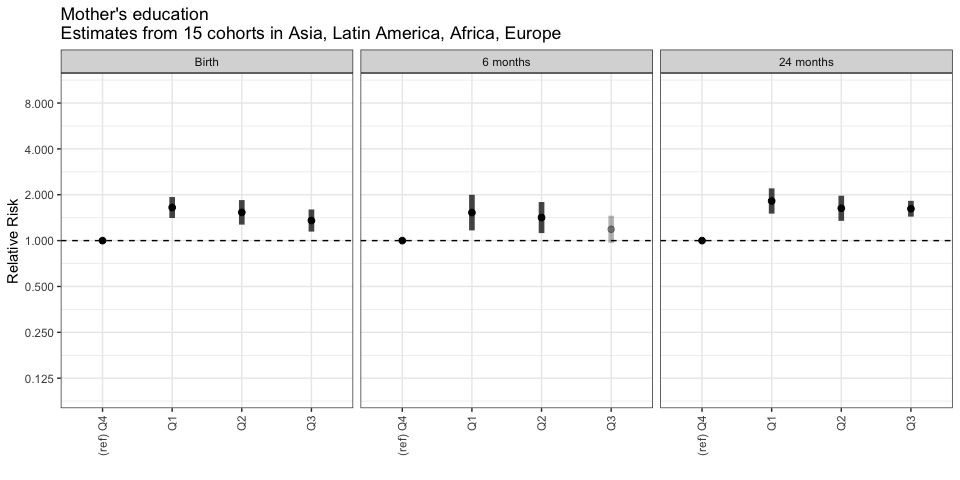 Mother's education
Estimates from 15 cohorts in Asia, Latin America, Africa, Europe
Birth
6 months
24 months
Relative Risk
8.000
4.000
2.000
1.000
0.500
0.250
0.125
(ref) Q4
Q1
Q2
Q3
(ref) Q4
Q1
Q2
Q3
(ref) Q4
Q1
Q2
Q3